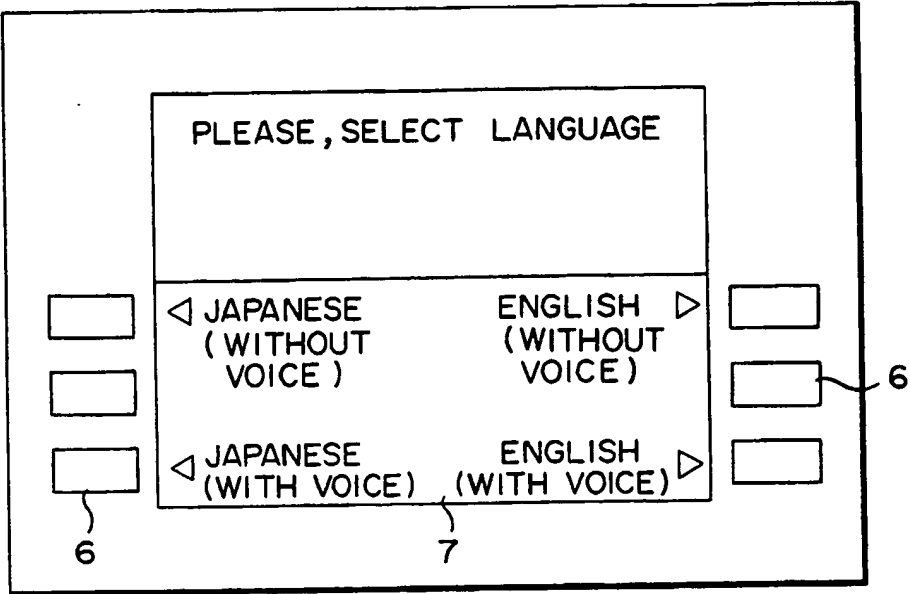 PLEASE, SELECT LANGUAGE
◁ JAPANESE
(WITHOUT
VOICE)
ENGLISH ▷
(WITHOUT
VOICE)
6
◁ JAPANESE
(WITH VOICE)
ENGLISH ▷
(WITH VOICE)
6
7